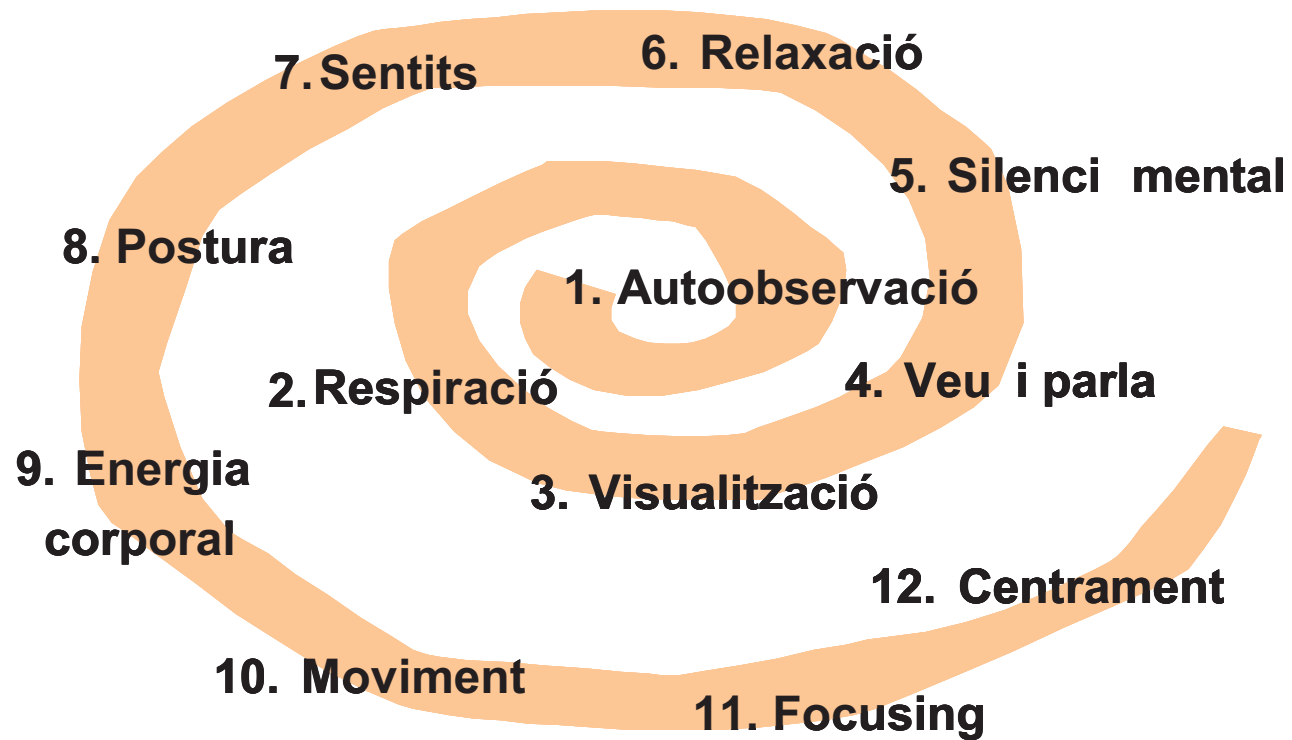 1. Autoobservació
2. Respiració
3. Visualització
4. Veu i parla
5. Silenci mental
6. Relaxació
7. Sentits
8. Postura
9. Energia
corporal
10. Moviment
11. Focusing
12. Centrament